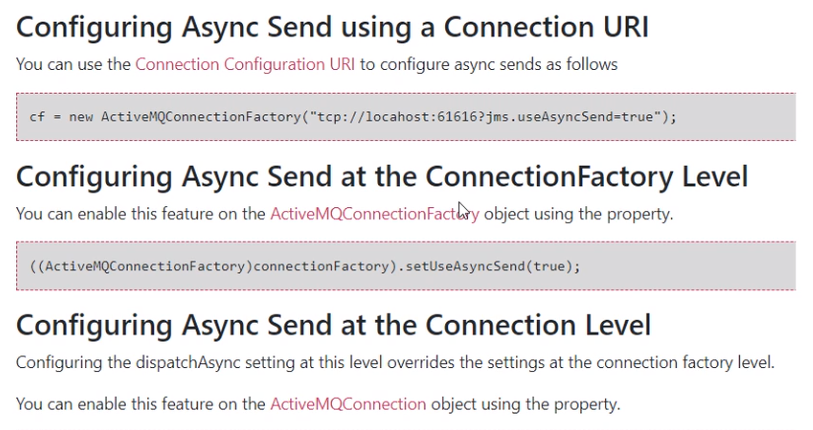 Configuring Async Send using a Connection URI
You can use the Connection Configuration URI to configure async sends as follows
cf = new ActiveMQConnectionFactory("tcp://locahost:61616?jms.useAsyncSend=true");
Configuring Async Send at the ConnectionFactory Level
You can enable this feature on the ActiveMQConnectionFactory object using the property.
((ActiveMQConnectionFactory)connectionFactory).setUseAsyncSend(true);
Configuring Async Send at the Connection Level
Configuring the dispatchAsync setting at this level overrides the settings at the connection factory level.
You can enable this feature on the ActiveMQConnection object using the property.